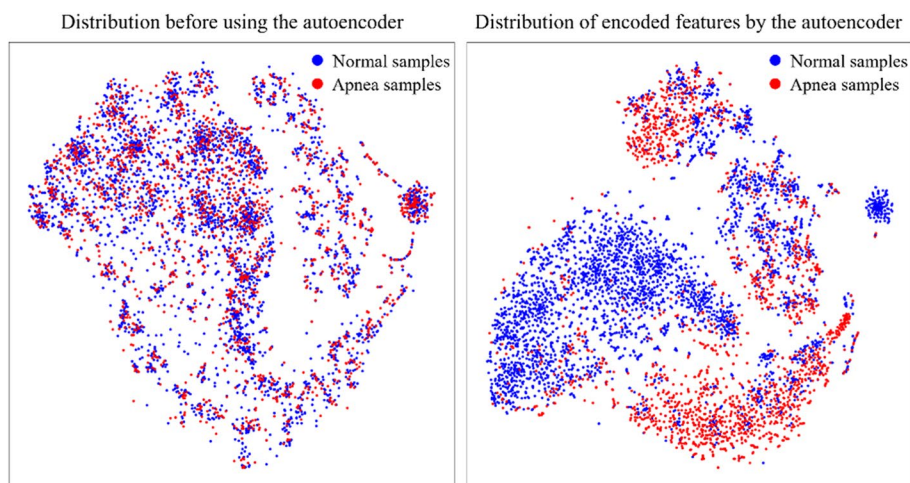 Distribution before using the autoencoder
Normal samples
Apnea samples
Distribution of encoded features by the autoencoder
Normal samples
Apnea samples